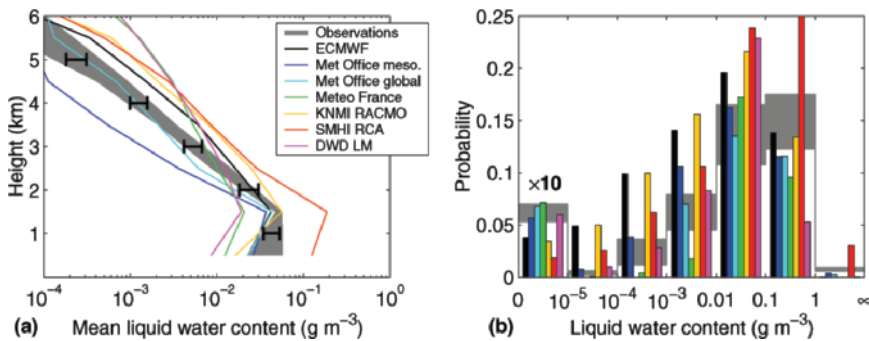 6
5
4
3
2
1
Height (km)
Observations
ECMWF
Met Office meso.
Met Office global
Meteo France
KNMI RACMO
SMHI RCA
DWD LM
10⁻⁴ 10⁻³ 10⁻² 10⁻¹ 10⁰
(a) Mean liquid water content (g m⁻³)
0.25
0.2
0.15
0.1
0.05
0
Probability
×10
0 10⁻⁵ 10⁻⁴ 10⁻³ 0.01 0.1 1 ∞
(b) Liquid water content (g m⁻³)